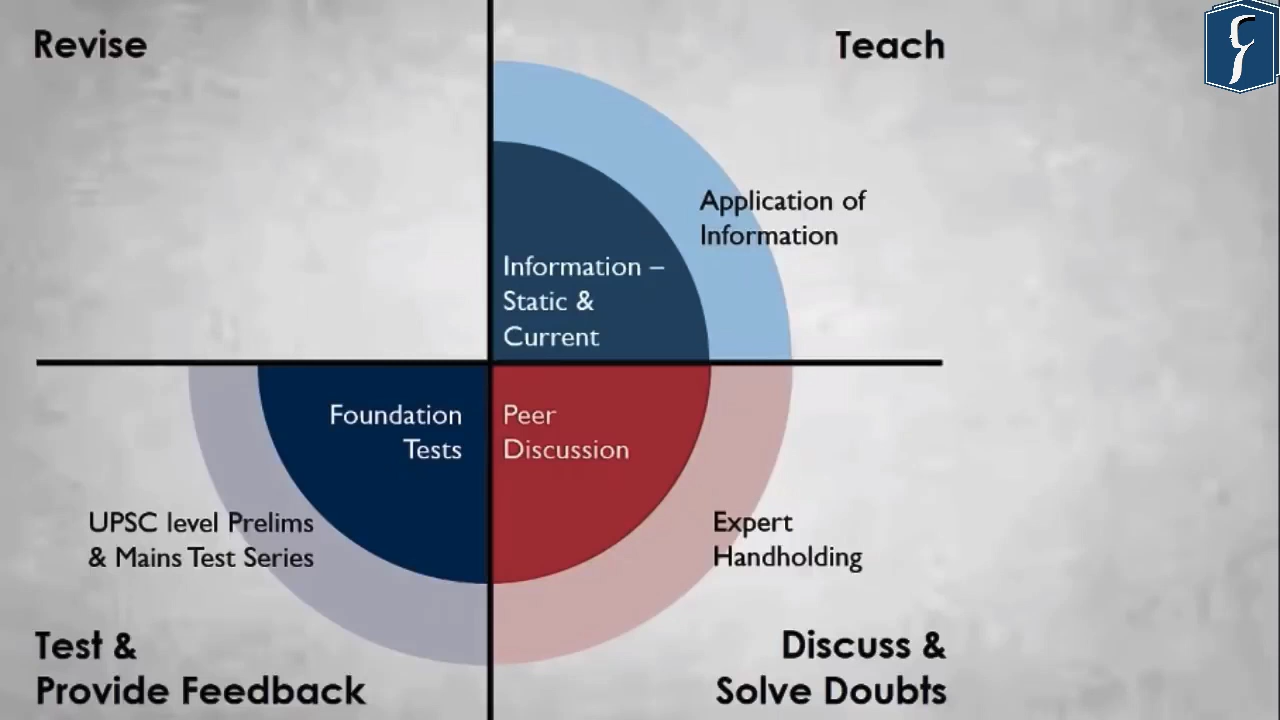 Revise
Teach
Application of
Information
Information –
Static &
Current
Foundation
Tests
Peer
Discussion
UPSC level Prelims
& Mains Test Series
Expert
Handholding
Test &
Provide Feedback
Discuss &
Solve Doubts